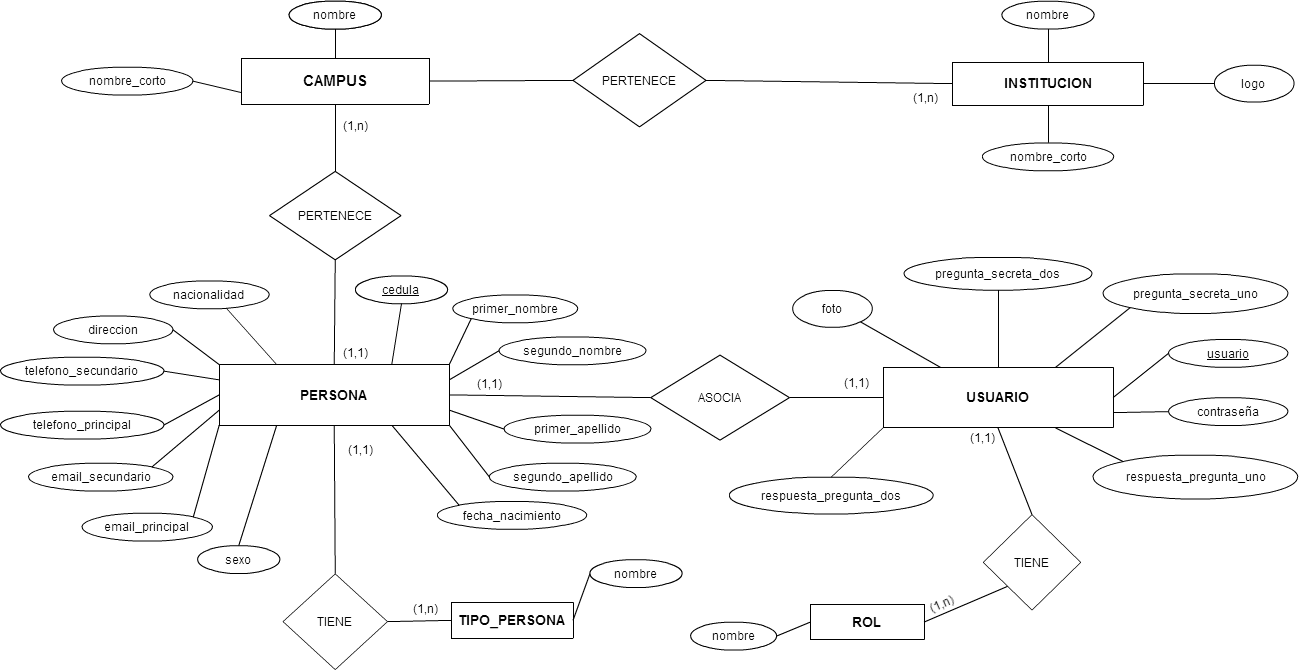 nombre
nombre
nombre_corto
CAMPUS
PERTENECE
INSTITUCION
logo
(1,n)
(1,n)
nombre_corto
PERTENECE
pregunta_secreta_dos
nacionalidad
cedula
pregunta_secreta_uno
primer_nombre
foto
direccion
segundo_nombre
(1,1)
usuario
telefono_secundario
(1,1)
(1,1)
PERSONA
ASOCIA
USUARIO
contraseña
telefono_principal
primer_apellido
(1,1)
(1,1)
email_secundario
segundo_apellido
respuesta_pregunta_uno
respuesta_pregunta_dos
fecha_nacimiento
email_principal
sexo
TIENE
nombre
(1,n)
(1,n)
TIENE
TIPO_PERSONA
ROL
nombre